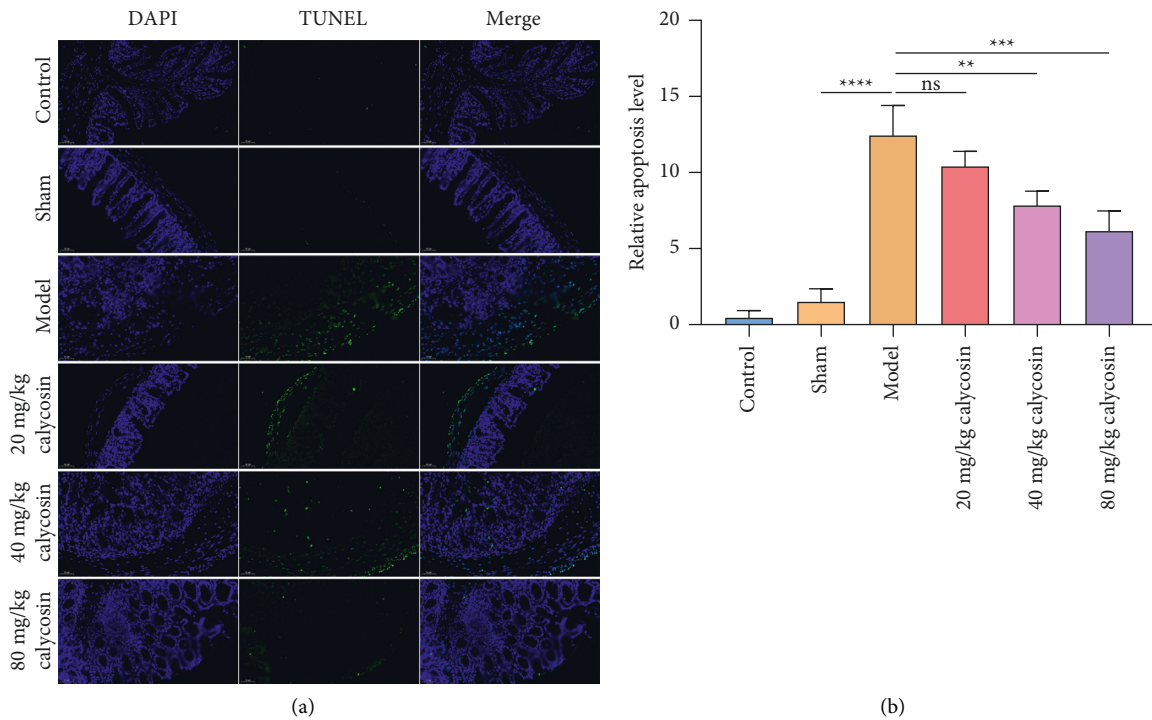 DAPI
TUNEL
Merge
Control
Sham
Model
20 mg/kg
calycosin
40 mg/kg
calycosin
80 mg/kg
calycosin
(a)
20
15
10
5
0
Relative apoptosis level
****
ns
**
***
Control
Sham
Model
20 mg/kg calycosin
40 mg/kg calycosin
80 mg/kg calycosin
(b)